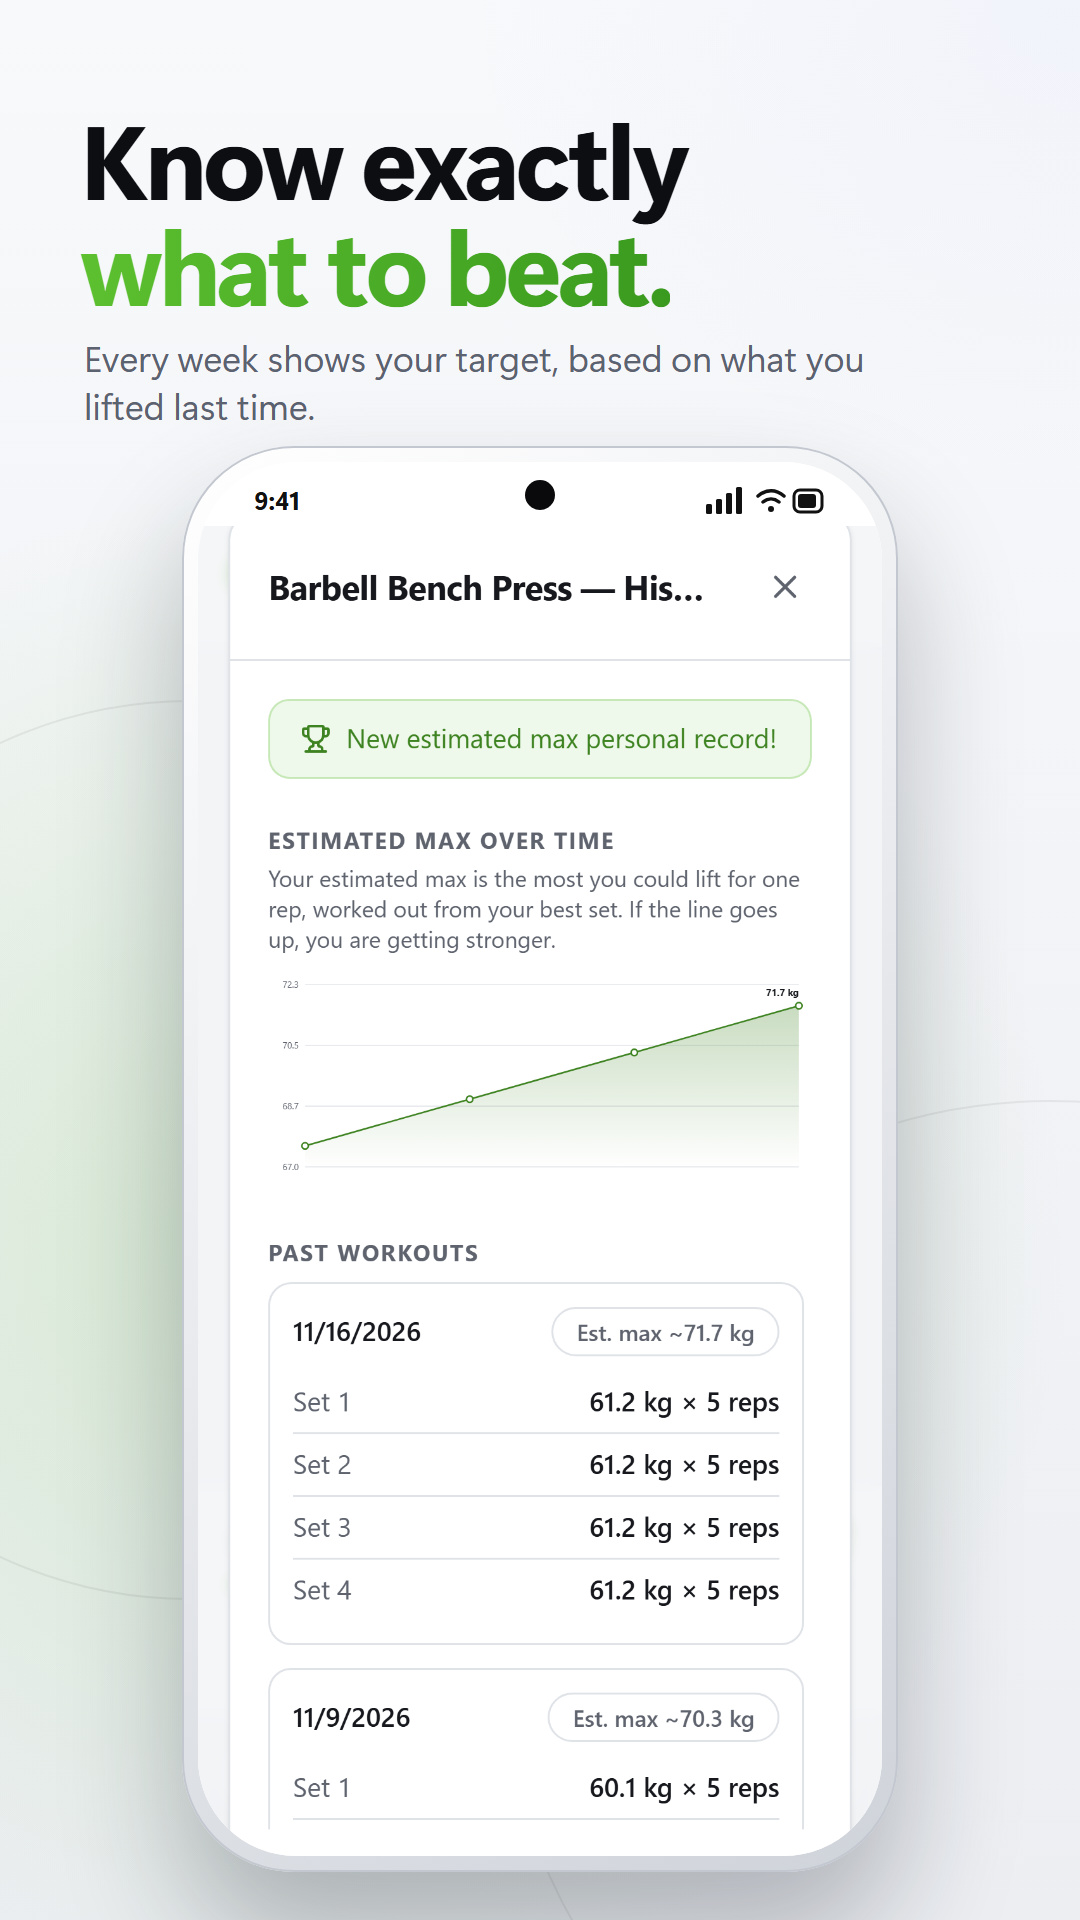 Know exactly
what to beat.
Every week shows your target, based on what you
lifted last time.
9:41
Barbell Bench Press — His...
New estimated max personal record!
ESTIMATED MAX OVER TIME
Your estimated max is the most you could lift for one
rep, worked out from your best set. If the line goes
up, you are getting stronger.
72.3
71.7 kg
70.5
68.7
67.0
PAST WORKOUTS
11/16/2026
Est. max ~71.7 kg
Set 1
61.2 kg × 5 reps
Set 2
61.2 kg × 5 reps
Set 3
61.2 kg × 5 reps
Set 4
61.2 kg × 5 reps
11/9/2026
Est. max ~70.3 kg
Set 1
60.1 kg × 5 reps